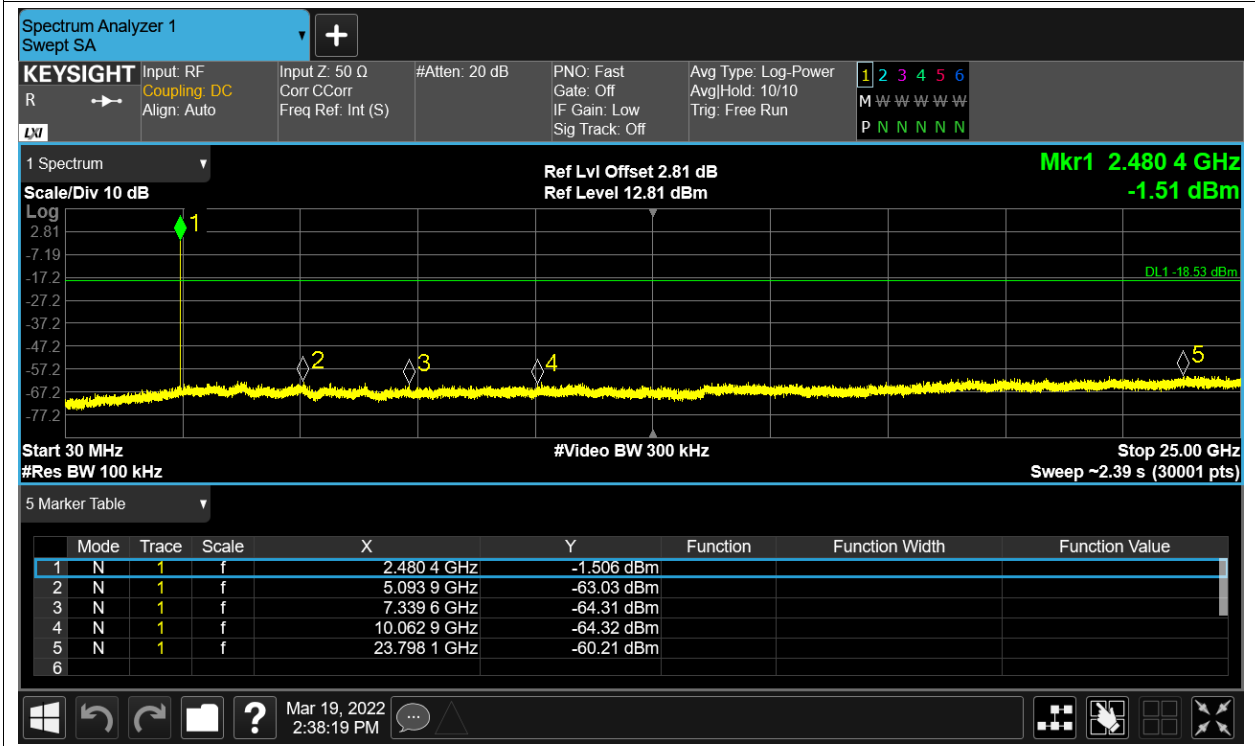 Spectrum Analyzer 1
Swept SA
+
KEYSIGHT Input: RF Input Z: 50 Ω #Atten: 20 dB PNO: Fast Avg Type: Log-Power 1 2 3 4 5 6
R Coupling: DC Corr CCorr Gate: Off Avg|Hold: 10/10 M W W W W W
Align: Auto Freq Ref: Int (S) IF Gain: Low Trig: Free Run
LXI Sig Track: Off P N N N N N
1 Spectrum Ref Lvl Offset 2.81 dB Mkr1 2.480 4 GHz
Scale/Div 10 dB Ref Level 12.81 dBm -1.51 dBm
Log
1
2.81
-7.19
-17.2 DL1 -18.53 dBm
-27.2
-37.2
-47.2
2 3 4 5
-57.2
-67.2
-77.2
Start 30 MHz #Video BW 300 kHz Stop 25.00 GHz
#Res BW 100 kHz Sweep ~2.39 s (30001 pts)
5 Marker Table
Mode Trace Scale X Y Function Function Width Function Value
1 N 1 f 2.480 4 GHz -1.506 dBm
2 N 1 f 5.093 9 GHz -63.03 dBm
3 N 1 f 7.339 6 GHz -64.31 dBm
4 N 1 f 10.062 9 GHz -64.32 dBm
5 N 1 f 23.798 1 GHz -60.21 dBm
6
? Mar 19, 2022
2:38:19 PM